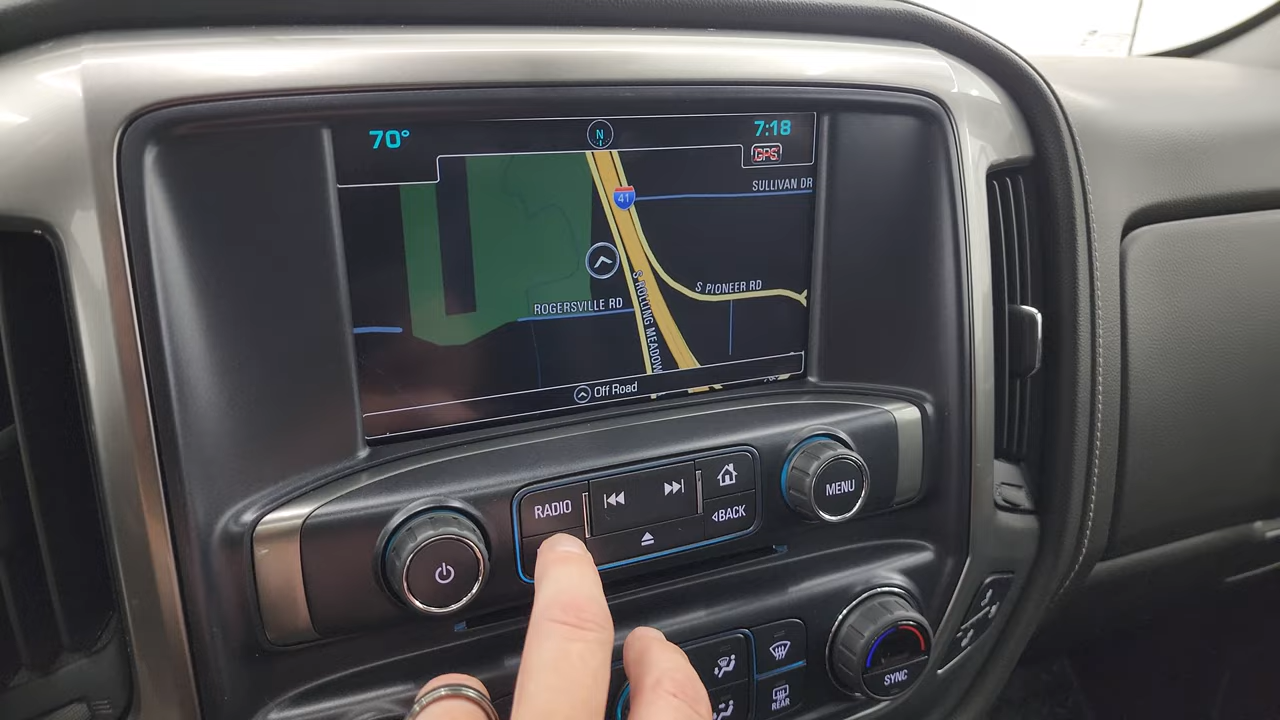 70°
N
7:18
GPS
SULLIVAN DR
41
S PIONEER RD
ROGERSVILLE RD
S ROLLING MEADOW
Off Road
RADIO
BACK
MENU
SYNC
REAR